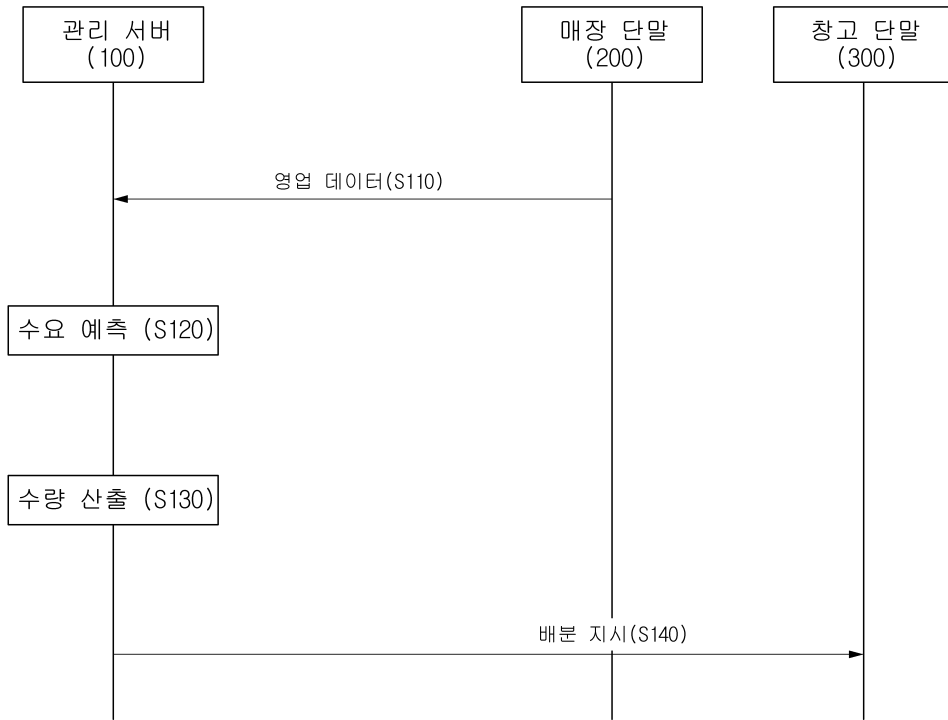 관리 서버
(100)
매장 단말
(200)
창고 단말
(300)
영업 데이터(S110)
수요 예측 (S120)
수량 산출 (S130)
배분 지시(S140)